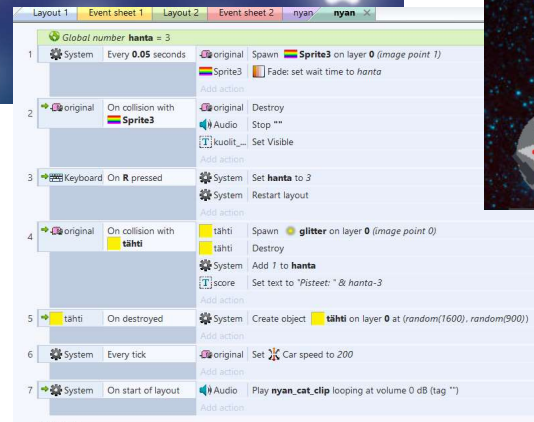 Layout 1 Event sheet 1 Layout 2 Event sheet 2 nyan nyan ×
Global number hanta = 3
1 System Every 0.05 seconds original Spawn Sprite3 on layer 0 (image point 1)
Sprite3 Fade: set wait time to hanta
Add action
2 original On collision with Sprite3 original Destroy
Audio Stop ""
kuolit_... Set Visible
Add action
3 Keyboard On R pressed System Set hanta to 3
System Restart layout
Add action
4 original On collision with tähti tähti Spawn glitter on layer 0 (image point 0)
tähti Destroy
System Add 1 to hanta
score Set text to "Pisteet: " & hanta-3
Add action
5 tähti On destroyed System Create object tähti on layer 0 at (random(1600), random(900))
Add action
6 System Every tick original Set Car speed to 200
Add action
7 System On start of layout Audio Play nyan_cat_clip looping at volume 0 dB (tag "")
Add action